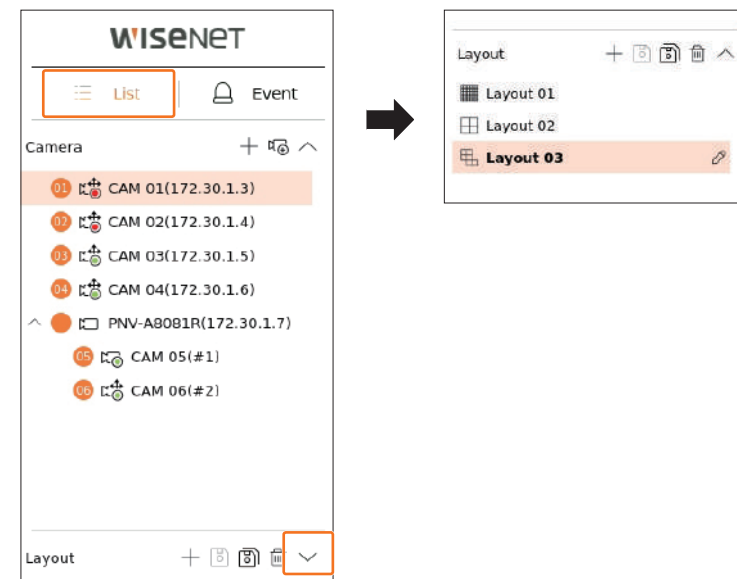 WISENET
List
Event
Camera
01 CAM 01(172.30.1.3)
02 CAM 02(172.30.1.4)
03 CAM 03(172.30.1.5)
04 CAM 04(172.30.1.6)
PNV-A8081R(172.30.1.7)
05 CAM 05(#1)
06 CAM 06(#2)
Layout
Layout
Layout 01
Layout 02
Layout 03